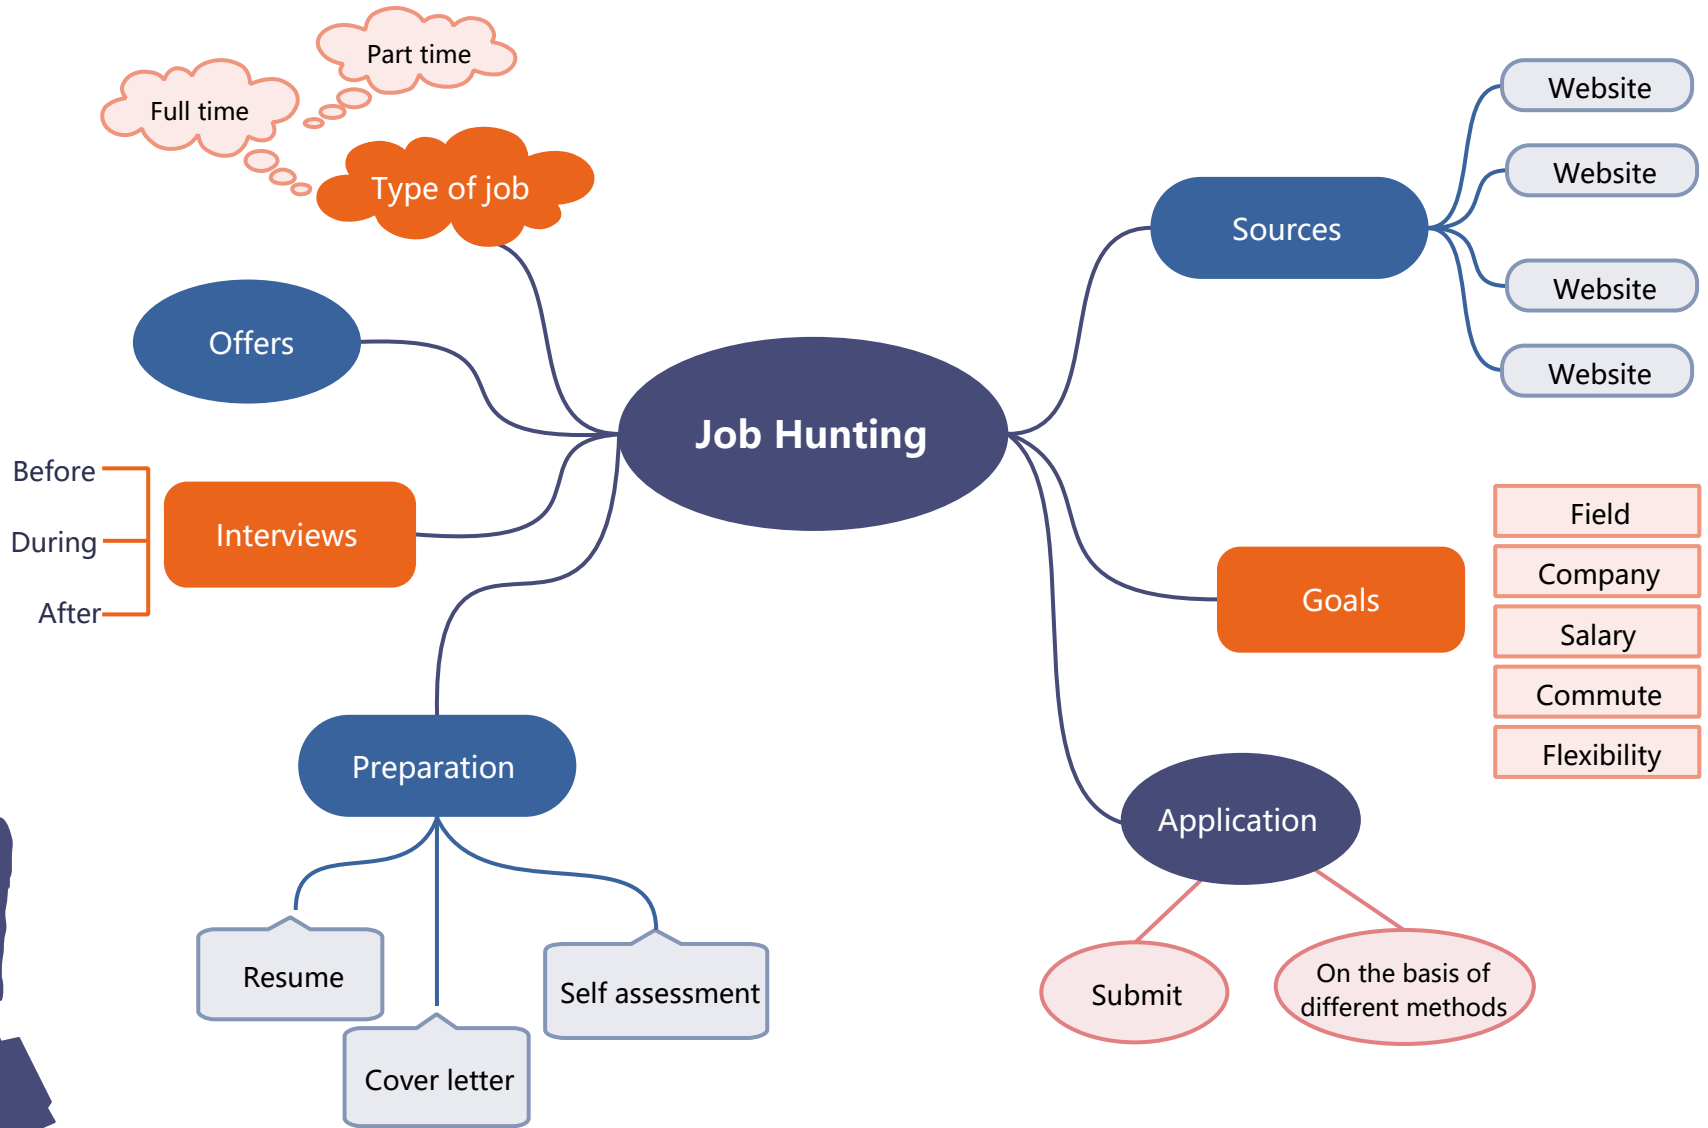 Part time
Full time
Type of job
Offers
Before
During
After
Interviews
Job Hunting
Preparation
Resume
Cover letter
Self assessment
Sources
Website
Website
Website
Website
Goals
Field
Company
Salary
Commute
Flexibility
Application
Submit
On the basis of
different methods